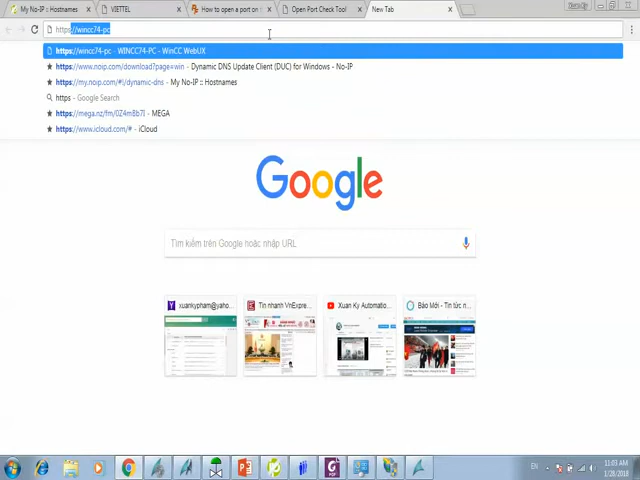 My No-IP :: Hostnames
VIETTEL
How to open a port on
Open Port Check Tool
New Tab
Xuan Ky
https://wincc74-pc
https://wincc74-pc - WINCC74-PC - WinCC WebUX
https://www.noip.com/download?page=win - Dynamic DNS Update Client (DUC) for Windows - No-IP
https://my.noip.com/#!/dynamic-dns - My No-IP :: Hostnames
https - Google Search
https://mega.nz/fm/0Z4m8b7I - MEGA
https://www.icloud.com/# - iCloud
Google
Tìm kiếm trên Google hoặc nhập URL
xuankypham@yaho...
Tin nhanh VnExpre...
Xuan Ky Automatio...
Báo Mới - Tin tức n...
EN
11:03 AM
1/28/2018